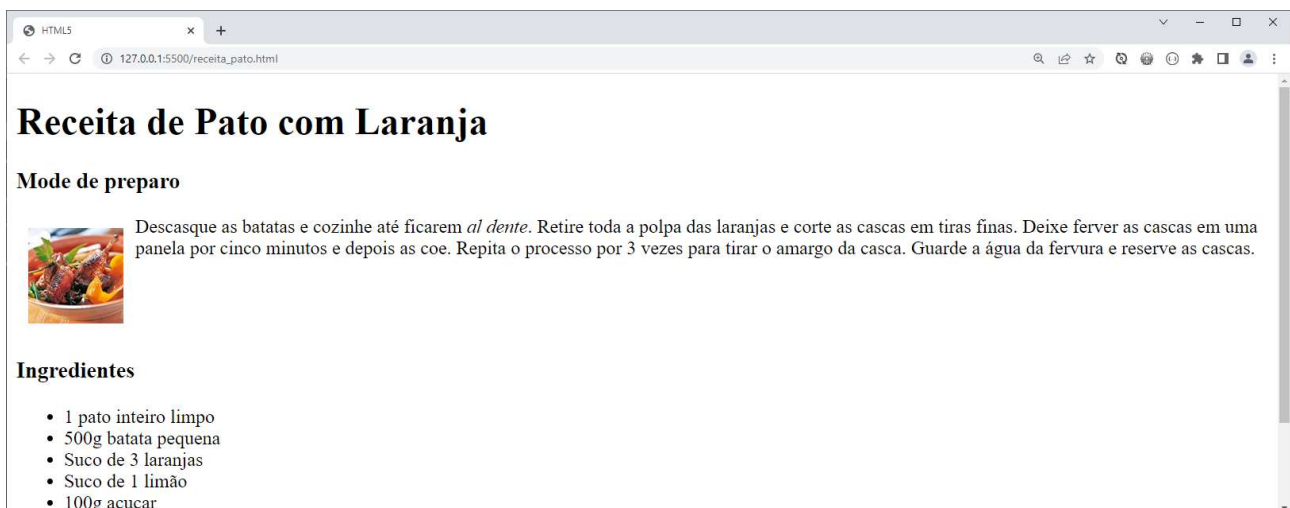 HTML5
127.0.0.1:5500/receita_pato.html
Receita de Pato com Laranja
Mode de preparo
Descasque as batatas e cozinhe até ficarem al dente. Retire toda a polpa das laranjas e corte as cascas em tiras finas. Deixe ferver as cascas em uma
panela por cinco minutos e depois as coe. Repita o processo por 3 vezes para tirar o amargo da casca. Guarde a água da fervura e reserve as cascas.
Ingredientes
• 1 pato inteiro limpo
• 500g batata pequena
• Suco de 3 laranjas
• Suco de 1 limão
• 100g acucar